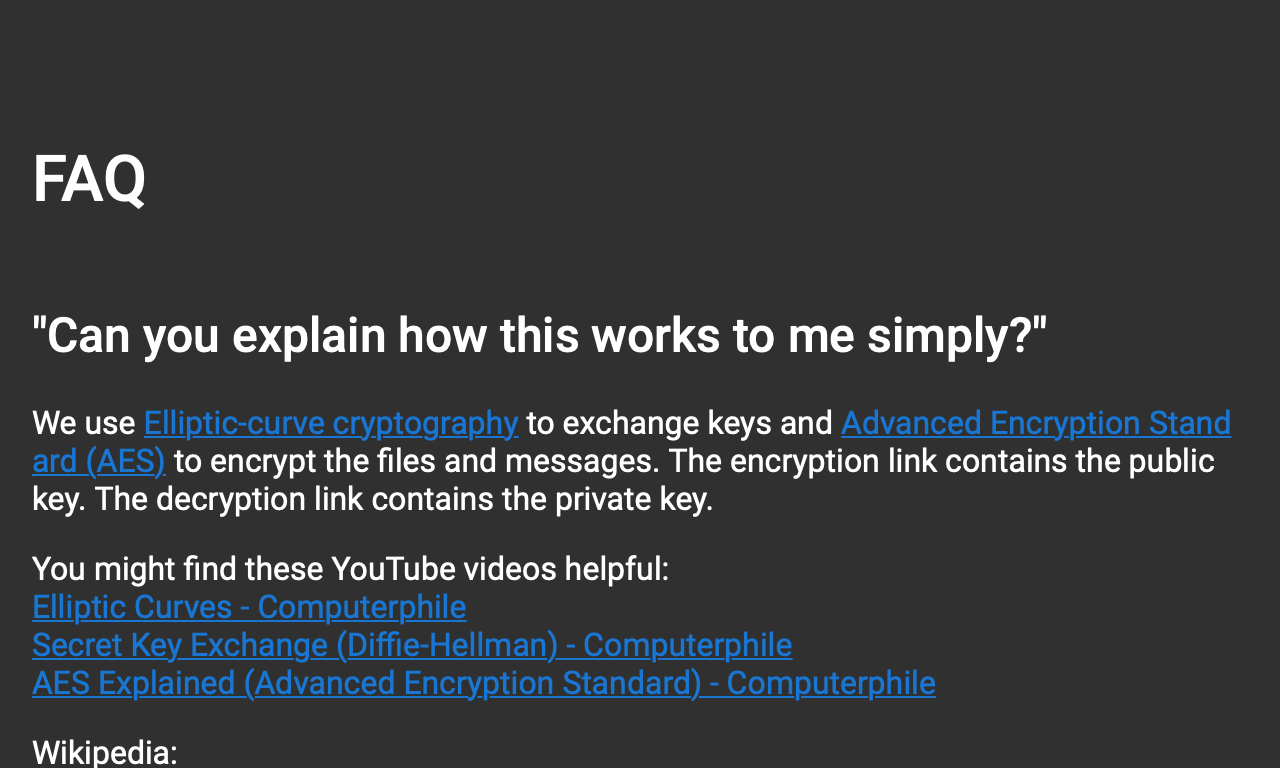 FAQ
"Can you explain how this works to me simply?"
We use Elliptic-curve cryptography to exchange keys and Advanced Encryption Stand
ard (AES) to encrypt the files and messages. The encryption link contains the public
key. The decryption link contains the private key.
You might find these YouTube videos helpful:
Elliptic Curves - Computerphile
Secret Key Exchange (Diffie-Hellman) - Computerphile
AES Explained (Advanced Encryption Standard) - Computerphile
Wikipedia: